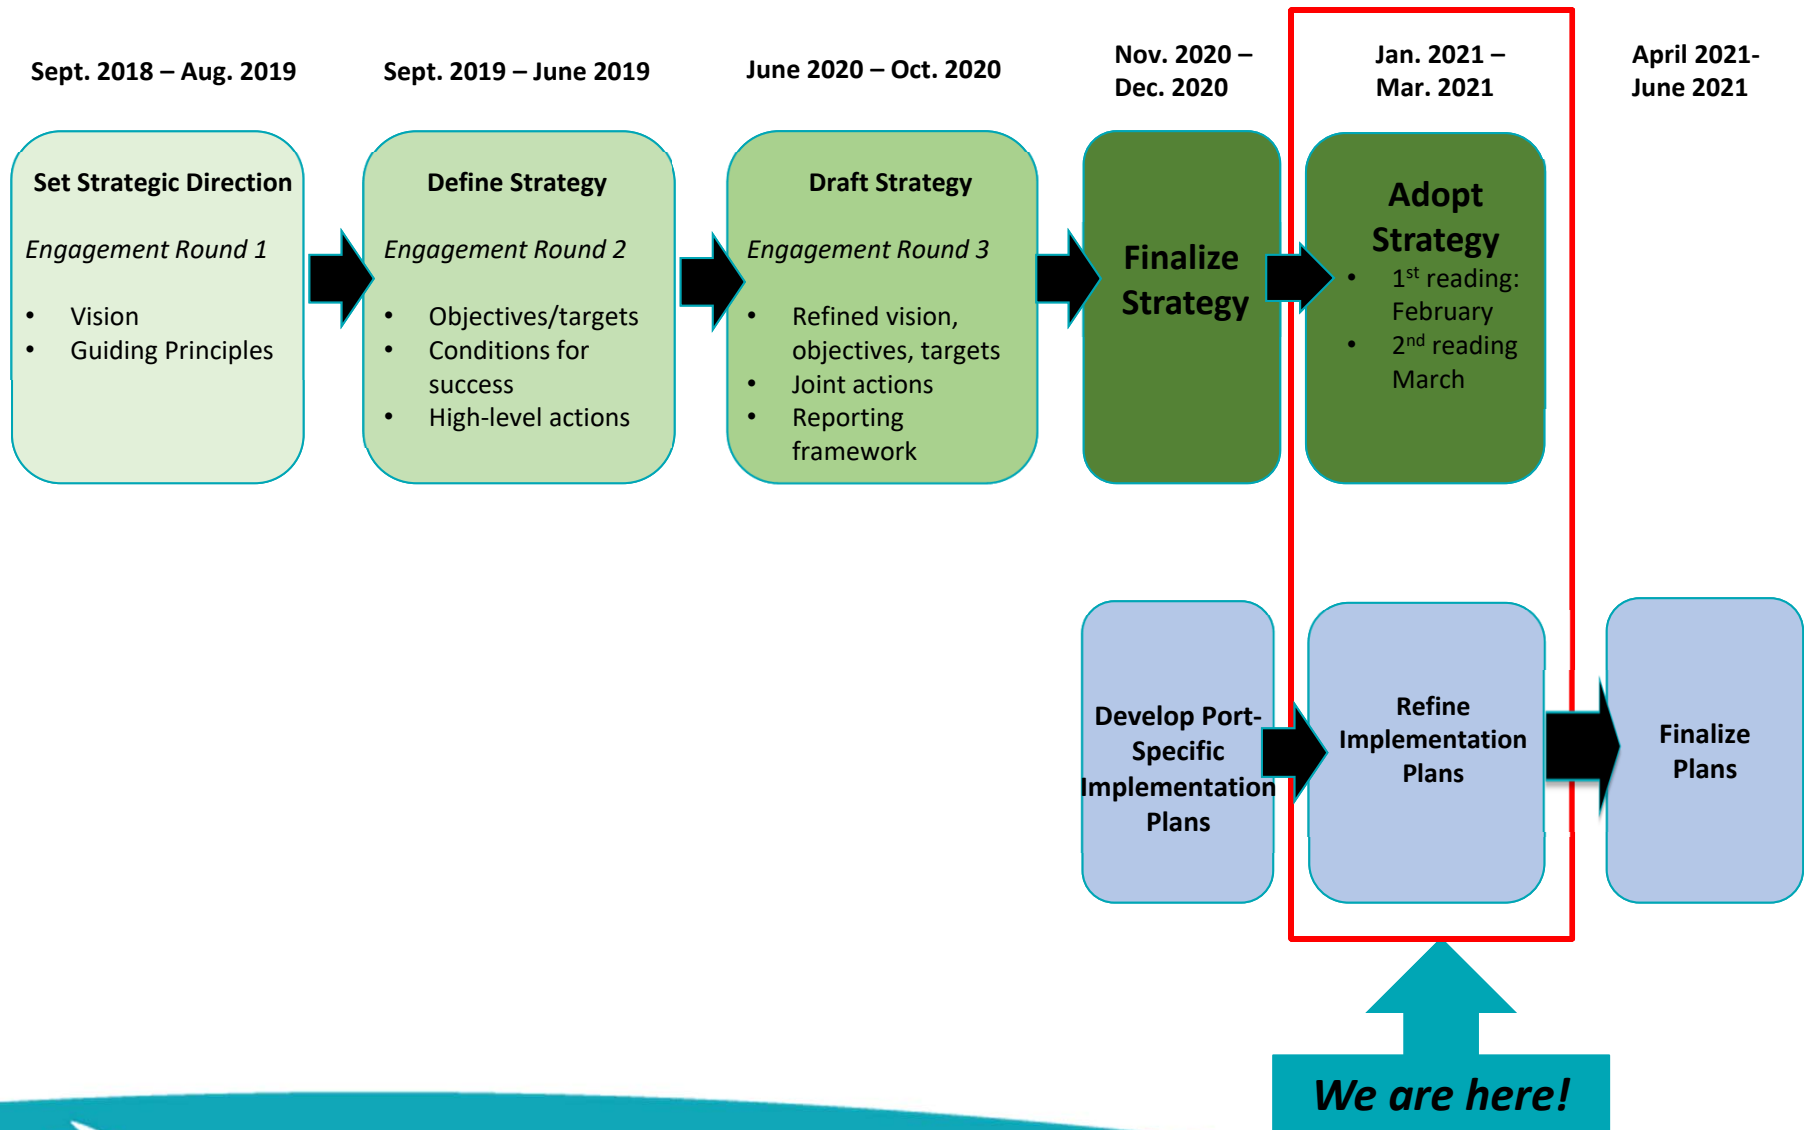 Sept. 2018 – Aug. 2019
Sept. 2019 – June 2019
June 2020 – Oct. 2020
Nov. 2020 –
Dec. 2020
Jan. 2021 –
Mar. 2021
April 2021-
June 2021
Set Strategic Direction
Engagement Round 1
• Vision
• Guiding Principles
Define Strategy
Engagement Round 2
• Objectives/targets
• Conditions for
success
• High-level actions
Draft Strategy
Engagement Round 3
• Refined vision,
objectives, targets
• Joint actions
• Reporting
framework
Finalize
Strategy
Adopt
Strategy
• 1st reading:
February
• 2nd reading
March
Develop Port-
Specific
Implementation
Plans
Refine
Implementation
Plans
Finalize
Plans
We are here!